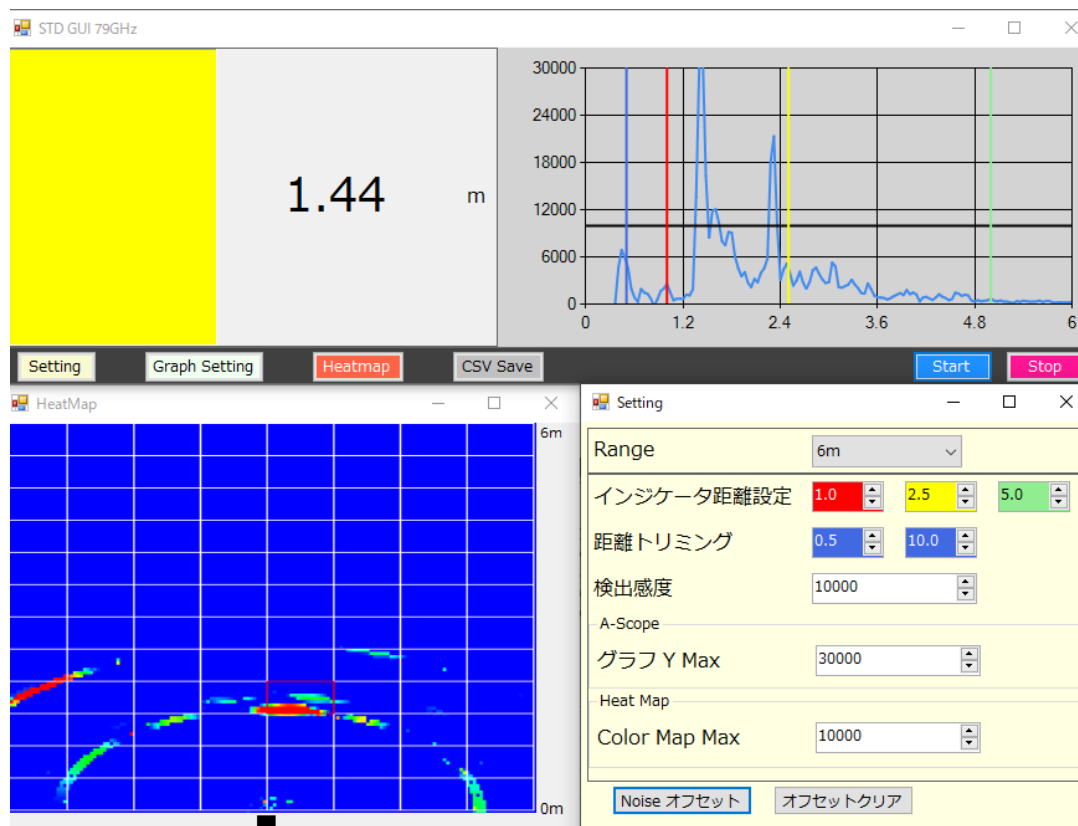 STD GUI 79GHz
1.44 m
30000
24000
18000
12000
6000
0
0 1.2 2.4 3.6 4.8 6
Setting Graph Setting Heatmap CSV Save Start Stop
HeatMap
6m
0m
Setting
Range 6m
インジケータ距離設定 1.0 2.5 5.0
距離トリミング 0.5 10.0
検出感度 10000
A-Scope
グラフ Y Max 30000
Heat Map
Color Map Max 10000
Noise オフセット オフセットクリア